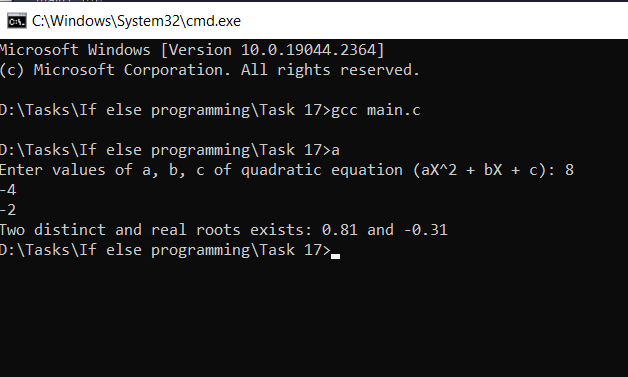 C:\Windows\System32\cmd.exe
Microsoft Windows [Version 10.0.19044.2364]
(c) Microsoft Corporation. All rights reserved.
D:\Tasks\If else programming\Task 17>gcc main.c
D:\Tasks\If else programming\Task 17>a
Enter values of a, b, c of quadratic equation (aX^2 + bX + c): 8
-4
-2
Two distinct and real roots exists: 0.81 and -0.31
D:\Tasks\If else programming\Task 17>